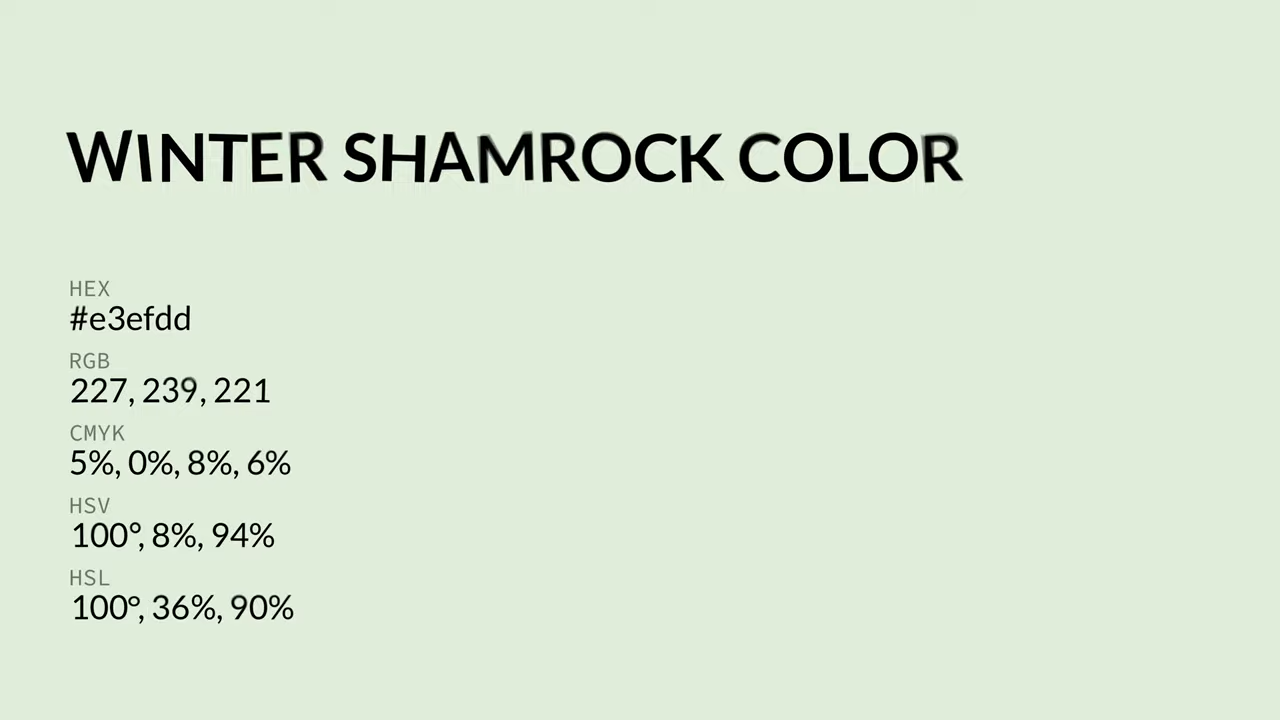 WINTER SHAMROCK COLOR
HEX
#e3efdd
RGB
227, 239, 221
CMYK
5%, 0%, 8%, 6%
HSV
100°, 8%, 94%
HSL
100°, 36%, 90%